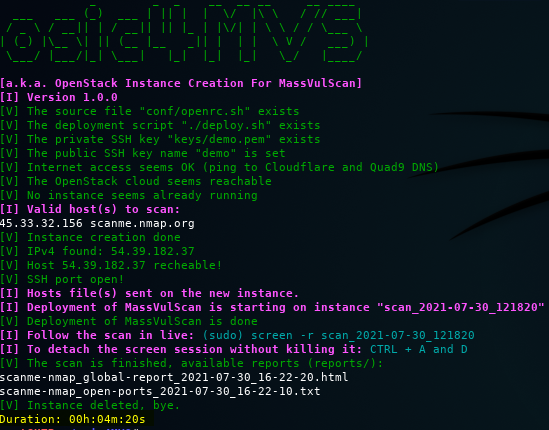 [a.k.a. OpenStack Instance Creation For MassVulScan]
[I] Version 1.0.0
[V] The source file "conf/openrc.sh" exists
[V] The deployment script "./deploy.sh" exists
[V] The private SSH key "keys/demo.pem" exists
[V] The public SSH key name "demo" is set
[V] Internet access seems OK (ping to Cloudflare and Quad9 DNS)
[V] The OpenStack cloud seems reachable
[V] No instance seems already running
[I] Valid host(s) to scan:
45.33.32.156 scanme.nmap.org
[V] Instance creation done
[V] IPv4 found: 54.39.182.37
[V] Host 54.39.182.37 recheable!
[V] SSH port open!
[I] Hosts file(s) sent on the new instance.
[I] Deployment of MassVulScan is starting on instance "scan_2021-07-30_121820"
[V] Deployment of MassVulScan is done
[I] Follow the scan in live: (sudo) screen -r scan_2021-07-30_121820
[I] To detach the screen session without killing it: CTRL + A and D
[V] The scan is finished, available reports (reports/):
scanme-nmap_global-report_2021-07-30_16-22-20.html
scanme-nmap_open-ports_2021-07-30_16-22-10.txt
[V] Instance deleted, bye.
Duration: 00h:04m:20s